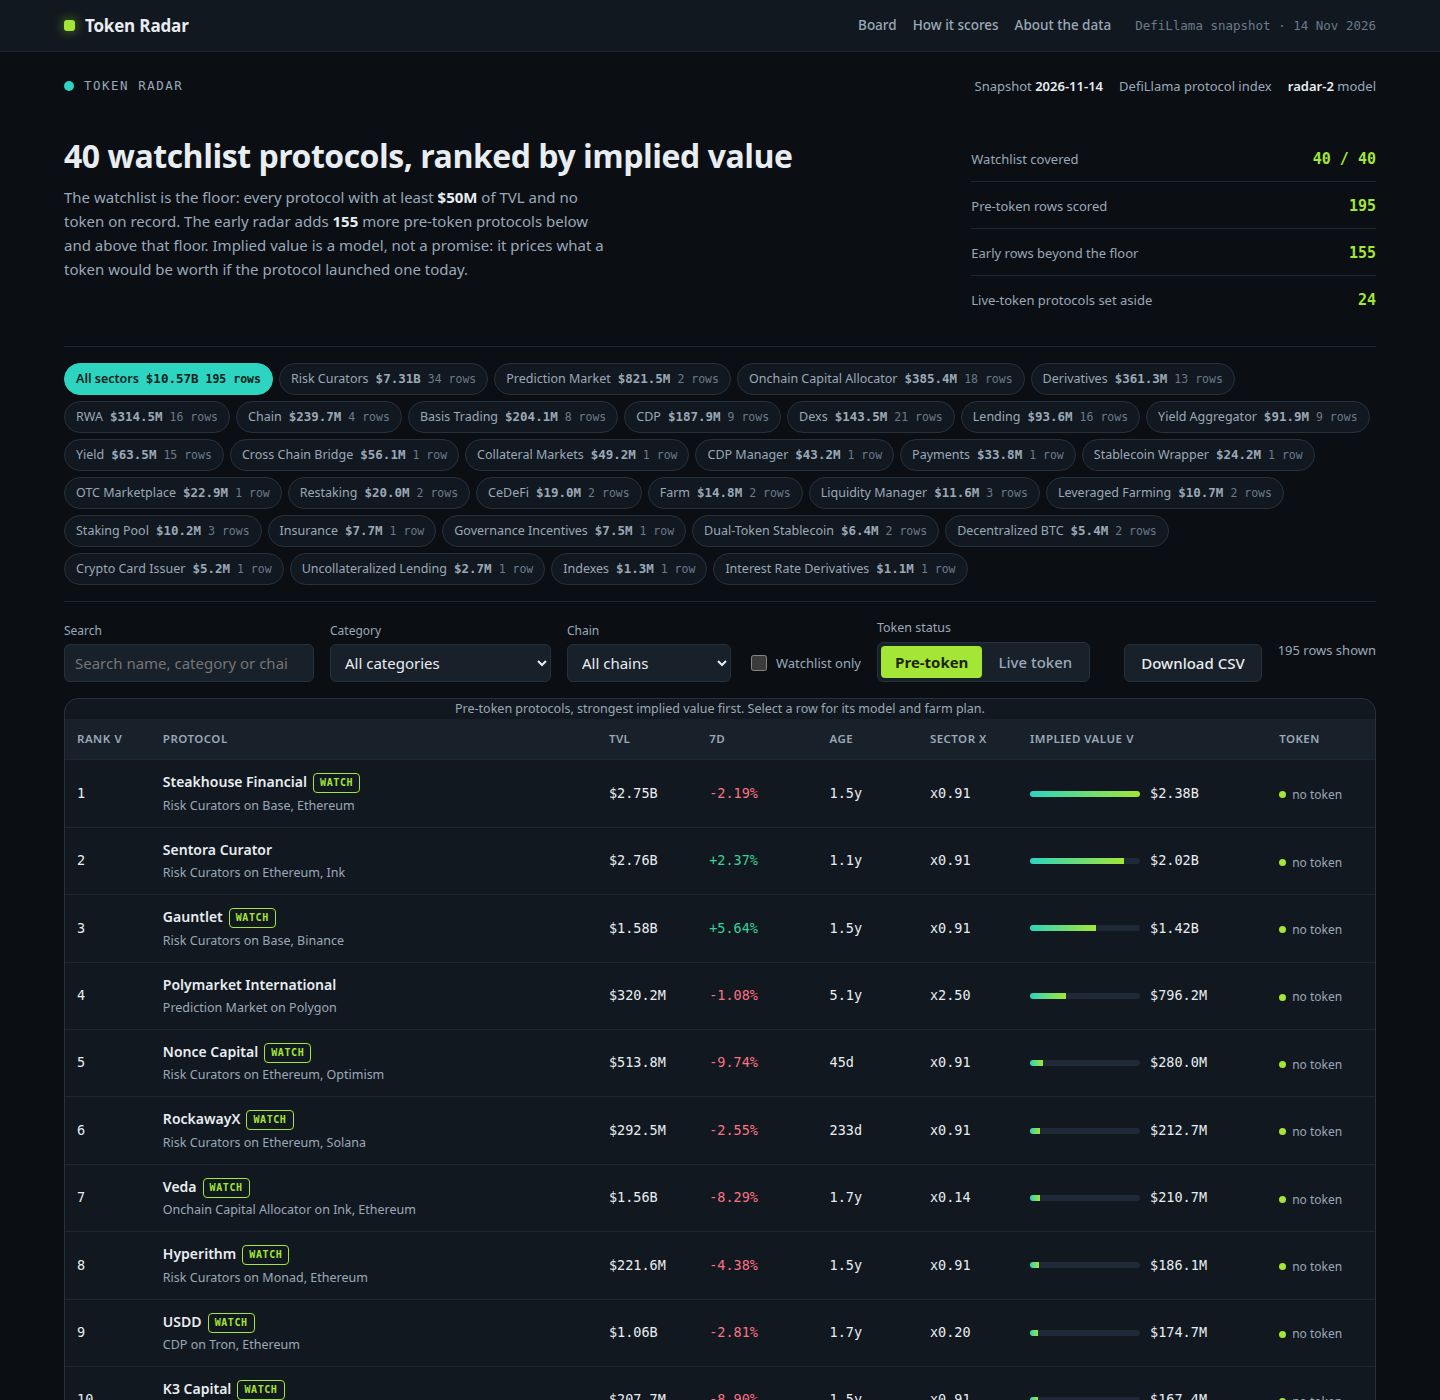 Token Radar
Board How it scores About the data DefiLlama snapshot · 14 Nov 2026
TOKEN RADAR
Snapshot 2026-11-14 DefiLlama protocol index radar-2 model
40 watchlist protocols, ranked by implied value
The watchlist is the floor: every protocol with at least $50M of TVL and no
token on record. The early radar adds 155 more pre-token protocols below
and above that floor. Implied value is a model, not a promise: it prices what a
token would be worth if the protocol launched one today.
Watchlist covered 40 / 40
Pre-token rows scored 195
Early rows beyond the floor 155
Live-token protocols set aside 24
All sectors $10.57B 195 rows Risk Curators $7.31B 34 rows Prediction Market $821.5M 2 rows Onchain Capital Allocator $385.4M 18 rows Derivatives $361.3M 13 rows
RWA $314.5M 16 rows Chain $239.7M 4 rows Basis Trading $204.1M 8 rows CDP $187.9M 9 rows Dexs $143.5M 21 rows Lending $93.6M 16 rows Yield Aggregator $91.9M 9 rows
Yield $63.5M 15 rows Cross Chain Bridge $56.1M 1 row Collateral Markets $49.2M 1 row CDP Manager $43.2M 1 row Payments $33.8M 1 row Stablecoin Wrapper $24.2M 1 row
OTC Marketplace $22.9M 1 row Restaking $20.0M 2 rows CeDeFi $19.0M 2 rows Farm $14.8M 2 rows Liquidity Manager $11.6M 3 rows Leveraged Farming $10.7M 2 rows
Staking Pool $10.2M 3 rows Insurance $7.7M 1 row Governance Incentives $7.5M 1 row Dual-Token Stablecoin $6.4M 2 rows Decentralized BTC $5.4M 2 rows
Crypto Card Issuer $5.2M 1 row Uncollateralized Lending $2.7M 1 row Indexes $1.3M 1 row Interest Rate Derivatives $1.1M 1 row
Search Category Chain Token status
Search name, category or chai All categories All chains Watchlist only Pre-token Live token Download CSV 195 rows shown
Pre-token protocols, strongest implied value first. Select a row for its model and farm plan.
RANK V PROTOCOL TVL 7D AGE SECTOR X IMPLIED VALUE V TOKEN
1 Steakhouse Financial WATCH $2.75B -2.19% 1.5y x0.91 $2.38B no token
Risk Curators on Base, Ethereum
2 Sentora Curator $2.76B +2.37% 1.1y x0.91 $2.02B no token
Risk Curators on Ethereum, Ink
3 Gauntlet WATCH $1.58B +5.64% 1.5y x0.91 $1.42B no token
Risk Curators on Base, Binance
4 Polymarket International $320.2M -1.08% 5.1y x2.50 $796.2M no token
Prediction Market on Polygon
5 Nonce Capital WATCH $513.8M -9.74% 45d x0.91 $280.0M no token
Risk Curators on Ethereum, Optimism
6 RockawayX WATCH $292.5M -2.55% 233d x0.91 $212.7M no token
Risk Curators on Ethereum, Solana
7 Veda WATCH $1.56B -8.29% 1.7y x0.14 $210.7M no token
Onchain Capital Allocator on Ink, Ethereum
8 Hyperithm WATCH $221.6M -4.38% 1.5y x0.91 $186.1M no token
Risk Curators on Monad, Ethereum
9 USDD WATCH $1.06B -2.81% 1.7y x0.20 $174.7M no token
CDP on Tron, Ethereum
10 K3 Capital WATCH $207.7M -8.90% 1.5y x0.91 $167.4M no token